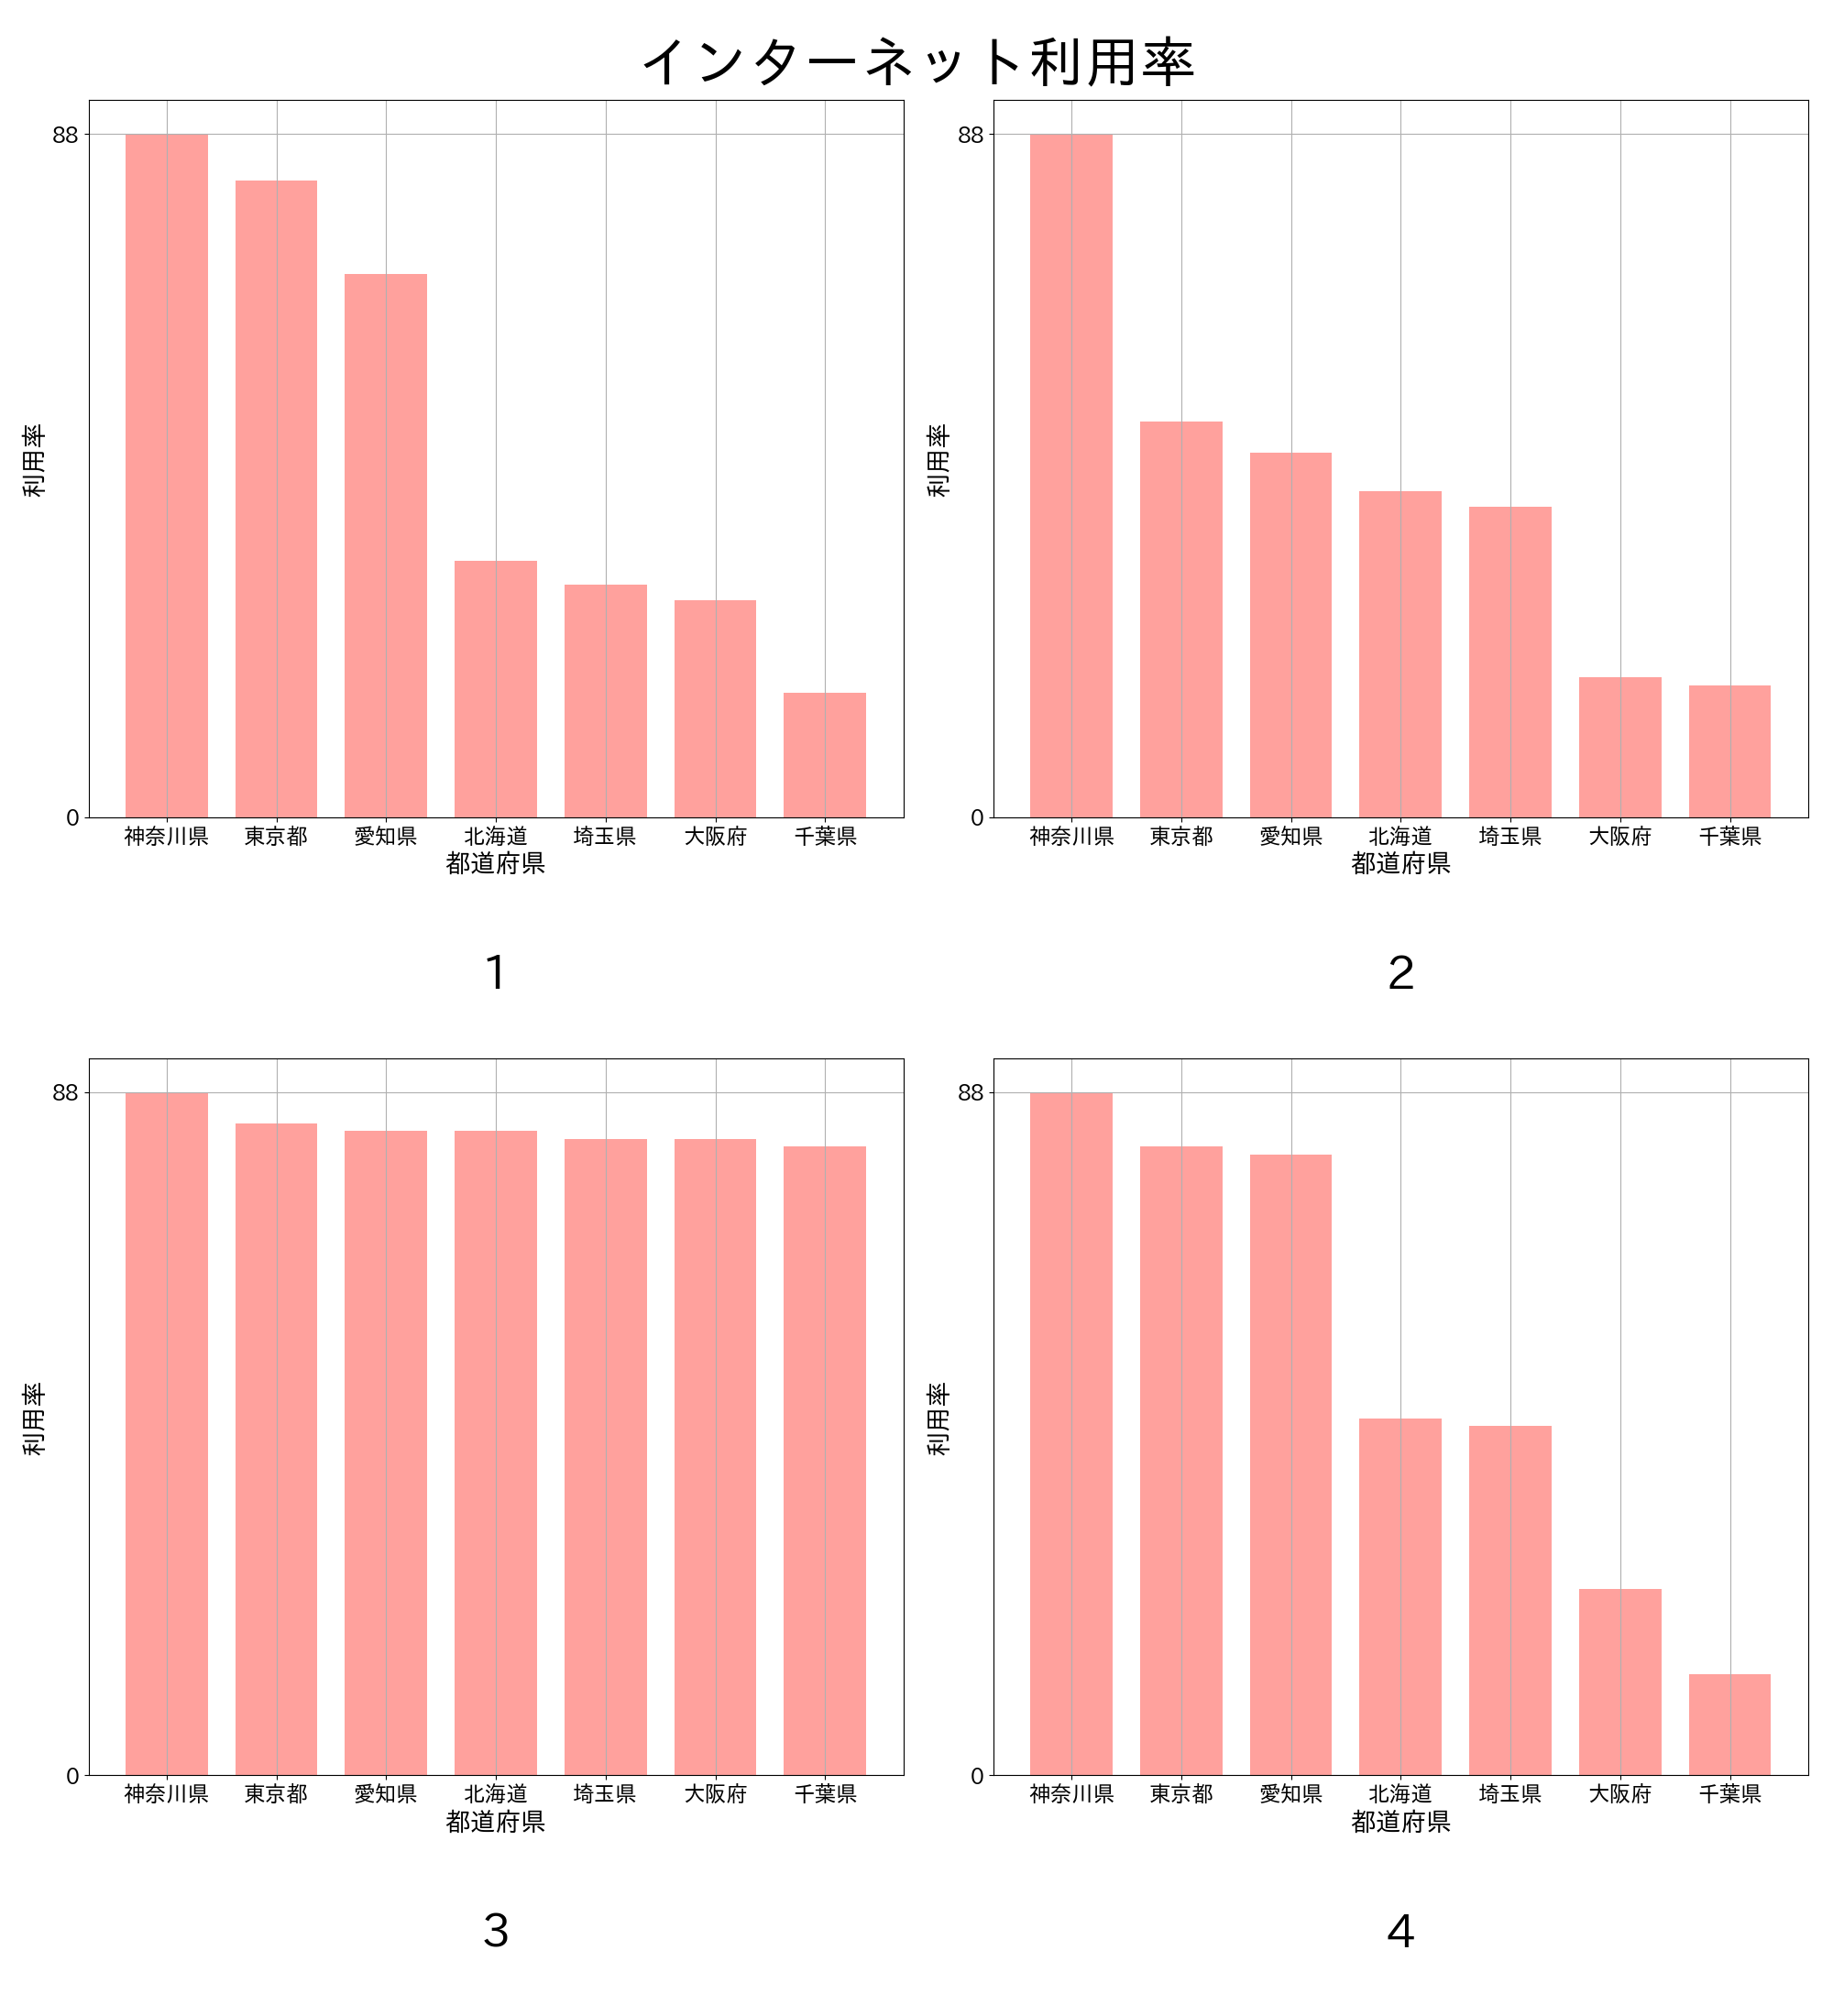 インターネット利用率
88
0
利用率
神奈川県 東京都 愛知県 北海道 埼玉県 大阪府 千葉県
都道府県
1
88
0
利用率
神奈川県 東京都 愛知県 北海道 埼玉県 大阪府 千葉県
都道府県
2
88
0
利用率
神奈川県 東京都 愛知県 北海道 埼玉県 大阪府 千葉県
都道府県
3
88
0
利用率
神奈川県 東京都 愛知県 北海道 埼玉県 大阪府 千葉県
都道府県
4